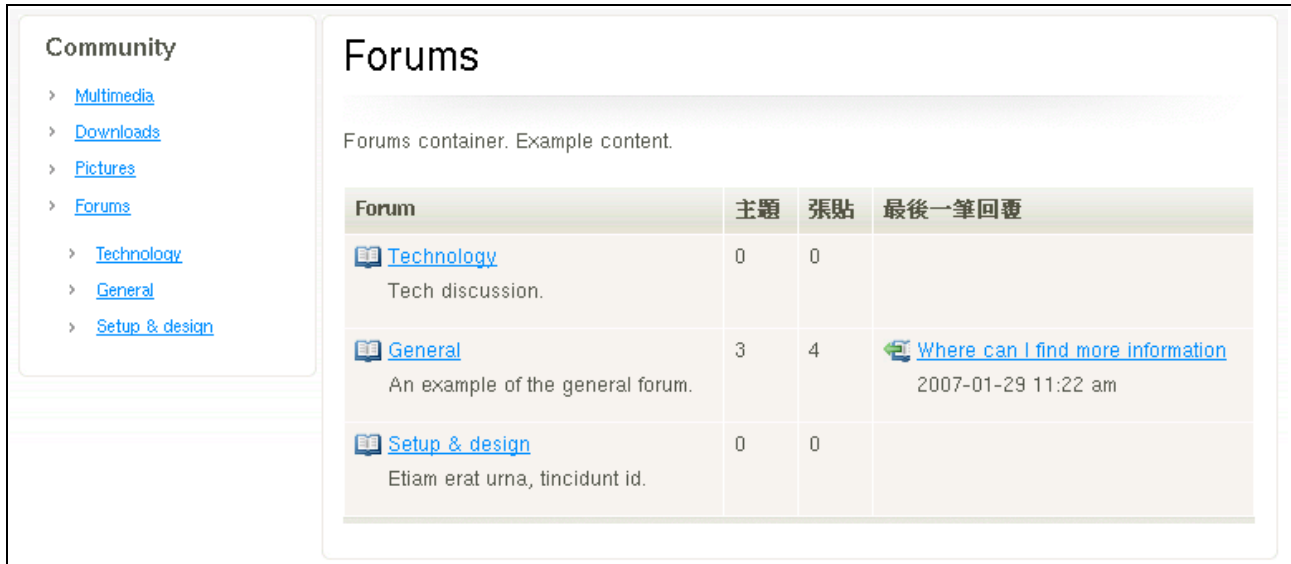 Community
Multimedia
Downloads
Pictures
Forums
Technology
General
Setup & design
Forums
Forums container. Example content.
Forum 主題 張貼 最後一筆回覆
Technology 0 0
Tech discussion.
General 3 4 Where can I find more information
An example of the general forum. 2007-01-29 11:22 am
Setup & design 0 0
Etiam erat urna, tincidunt id.